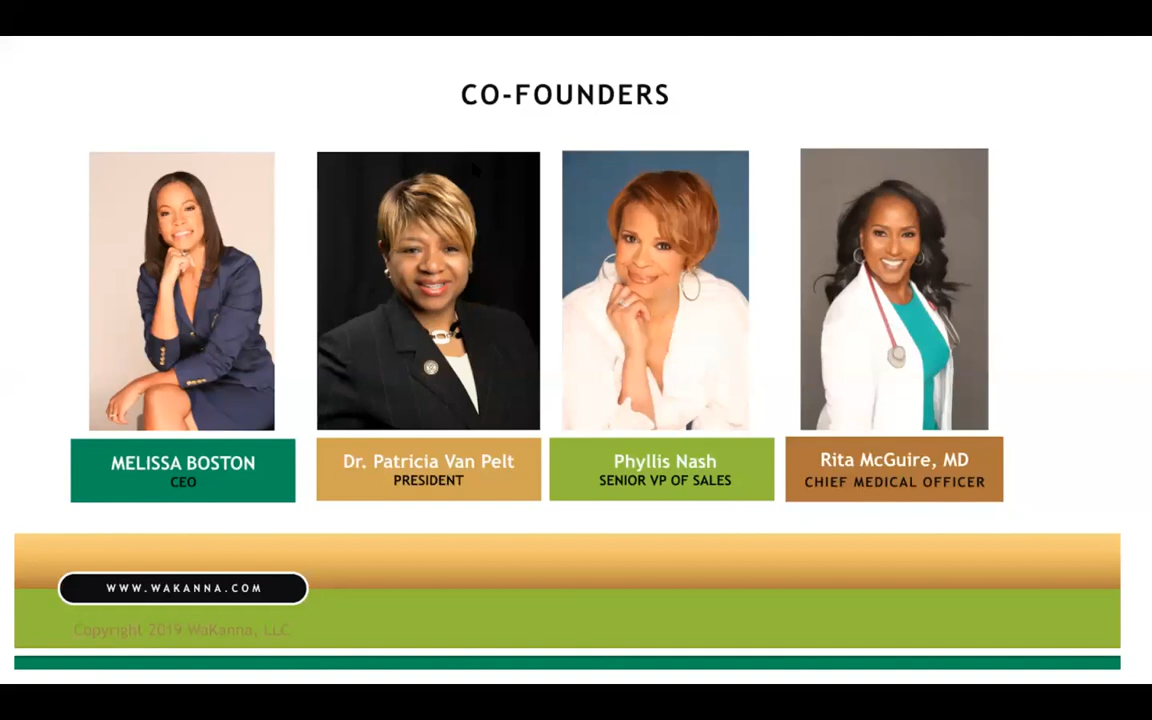 CO-FOUNDERS
MELISSA BOSTON
CEO
Dr. Patricia Van Pelt
PRESIDENT
Phyllis Nash
SENIOR VP OF SALES
Rita McGuire, MD
CHIEF MEDICAL OFFICER
WWW.WAKANNA.COM
Copyright 2019 WaKanna, LLC